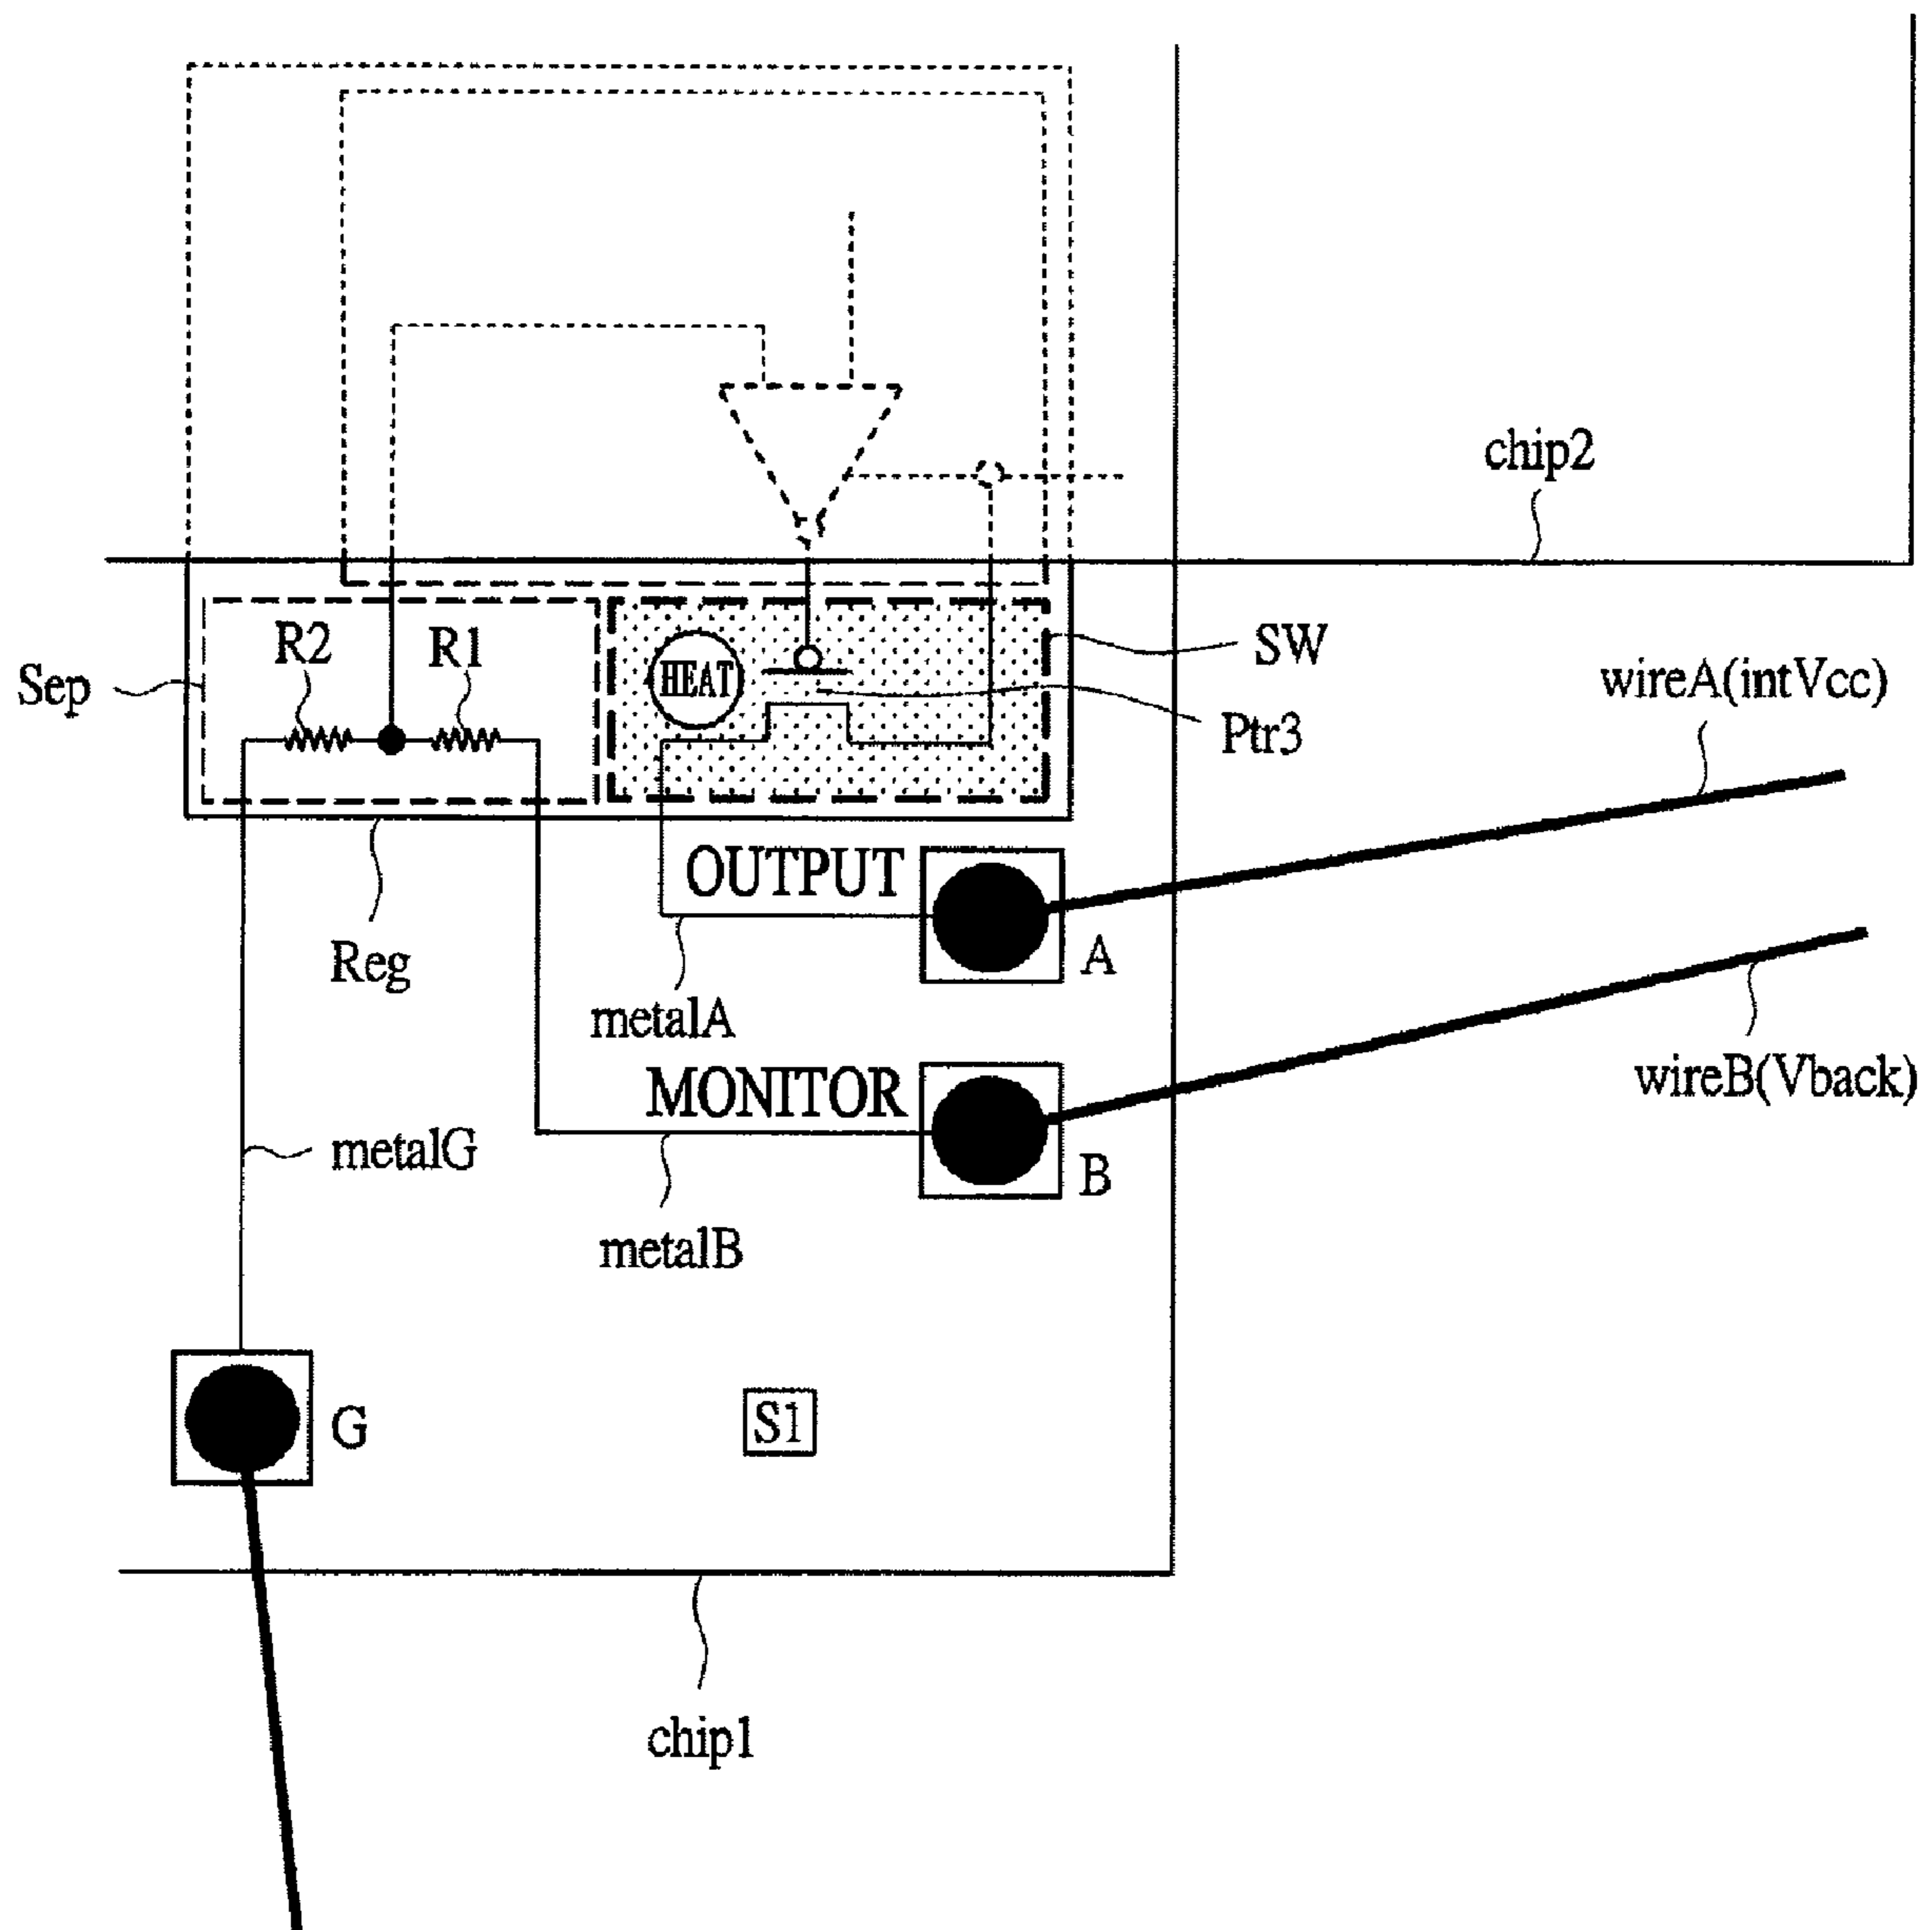 chip2
R2
R1
Sep
HEAT
SW
Ptr3
wireA(intVcc)
OUTPUT
A
Reg
metalA
MONITOR
B
wireB(Vback)
metalG
metalB
G
S1
chip1